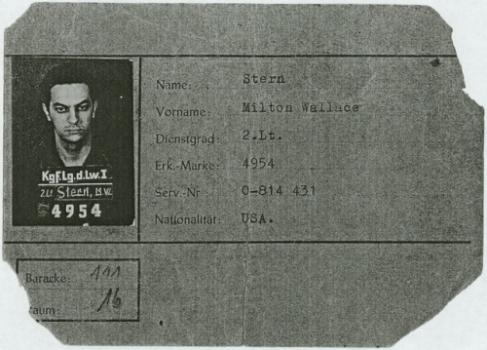 Name: Stern
Vorname: Milton Wallace
Dienstgrad: 2.Lt.
Erk.-Marke: 4954
Serv.-Nr.: O-814 431
Nationalität: USA.
Kgf.Lg.d.Lw.I
zu Stern, M.W.
4954
Baracke: 111
Raum: 16